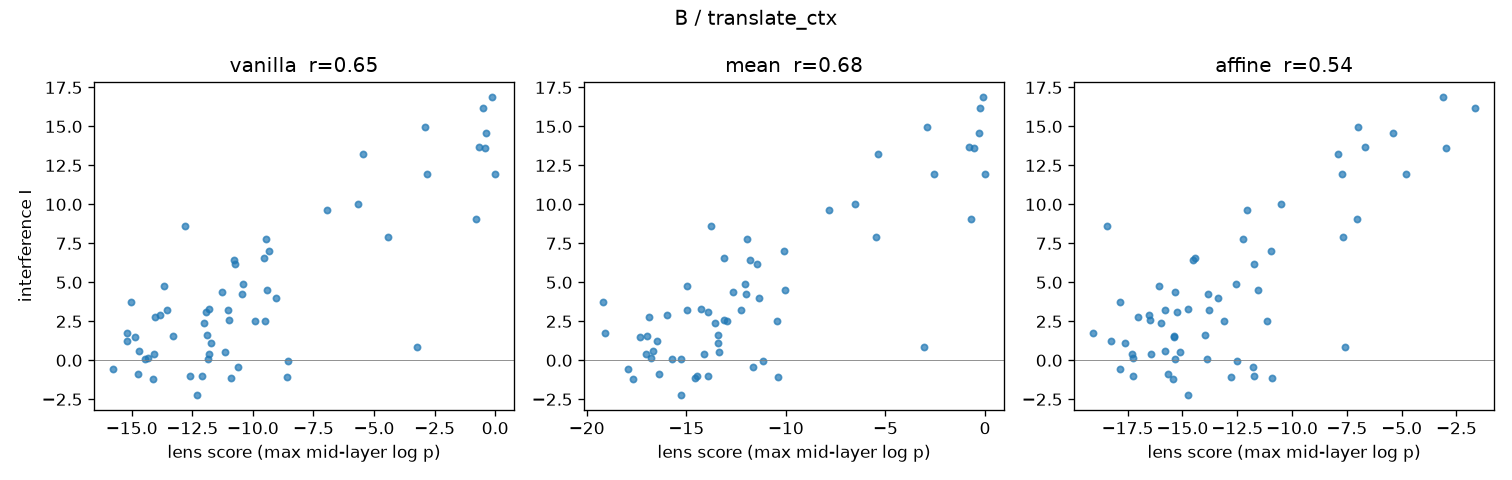 B / translate_ctx
vanilla  r=0.65
mean  r=0.68
affine  r=0.54
interference I
17.5
15.0
12.5
10.0
7.5
5.0
2.5
0.0
−2.5
−15.0 −12.5 −10.0 −7.5 −5.0 −2.5 0.0
lens score (max mid-layer log p)
17.5
15.0
12.5
10.0
7.5
5.0
2.5
0.0
−2.5
−20 −15 −10 −5 0
lens score (max mid-layer log p)
17.5
15.0
12.5
10.0
7.5
5.0
2.5
0.0
−2.5
−17.5 −15.0 −12.5 −10.0 −7.5 −5.0 −2.5
lens score (max mid-layer log p)